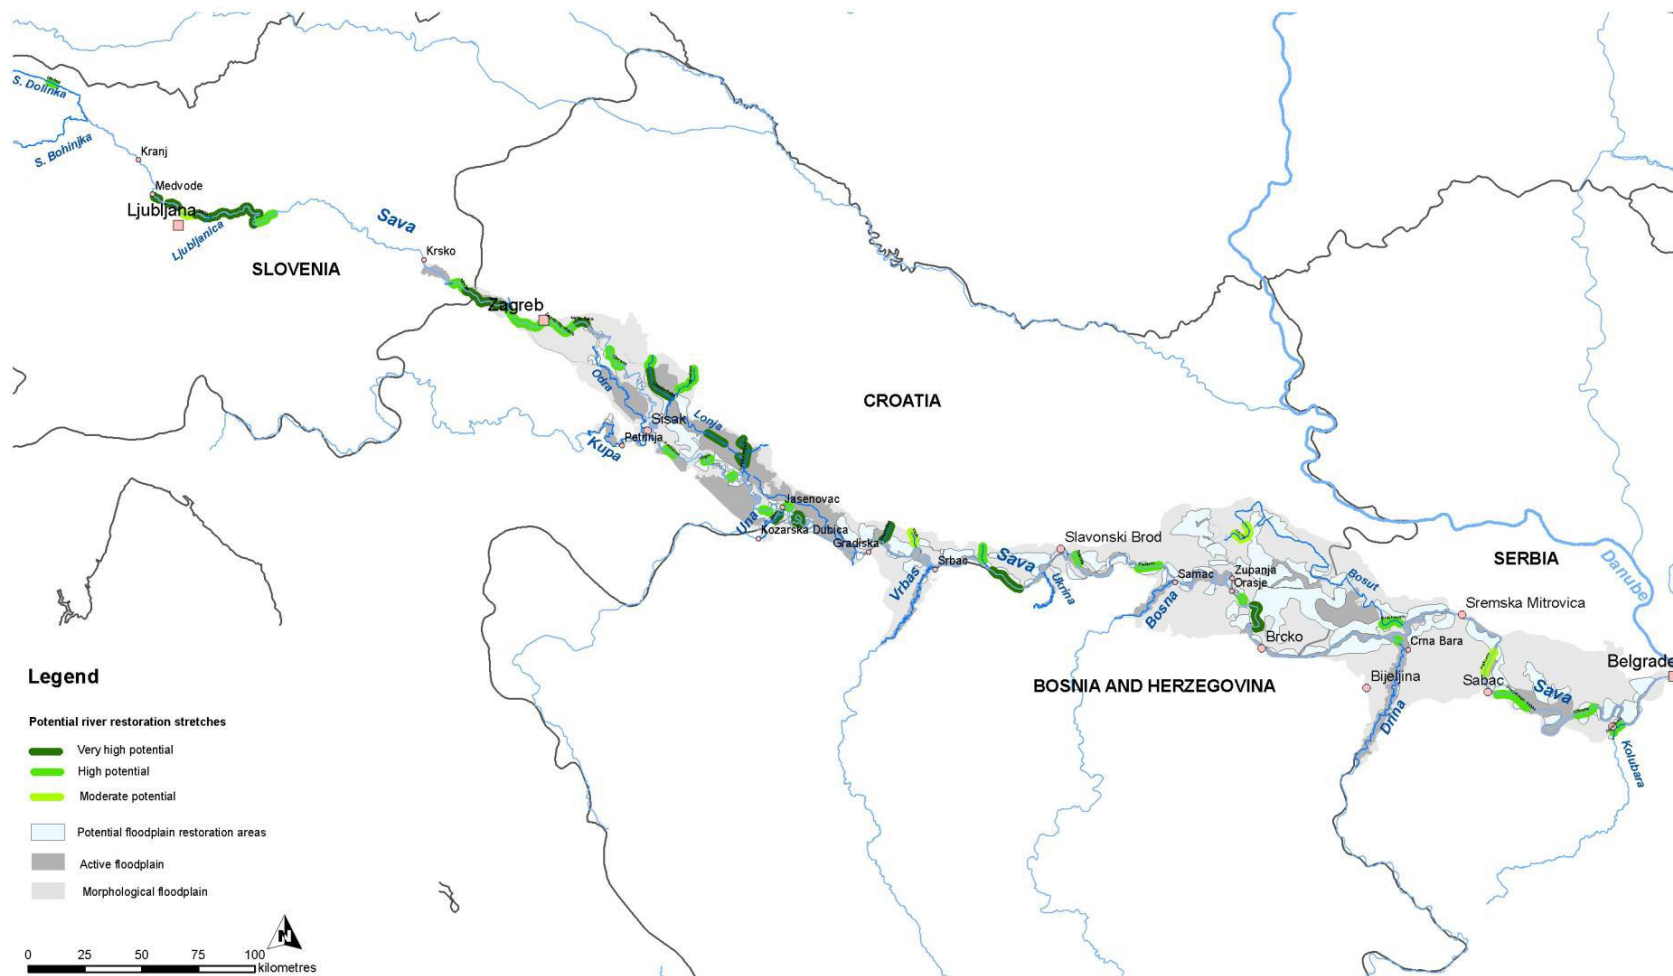 S. Dolinka
S. Bohinjka
Kranj
Medvode
Ljubljana
Ljubljanica
Sava
Krsko
SLOVENIA
Zagreb
Odra
CROATIA
Sisak
Lonja
Petrinja
Kupa
Jasenovac
Una
Kozarska Dubica
Gradiska
Slavonski Brod
SERBIA
Danube
Srbac
Sava
Vrbas
Ukrina
Samac
Zupanja
Orasje
Bosut
Bosna
Sremska Mitrovica
Brcko
Crna Bara
Belgrade
BOSNIA AND HERZEGOVINA
Bijeljina
Sabac
Sava
Drina
Kolubara
Legend
Potential river restoration stretches
Very high potential
High potential
Moderate potential
Potential floodplain restoration areas
Active floodplain
Morphological floodplain
N
0 25 50 75 100
kilometres